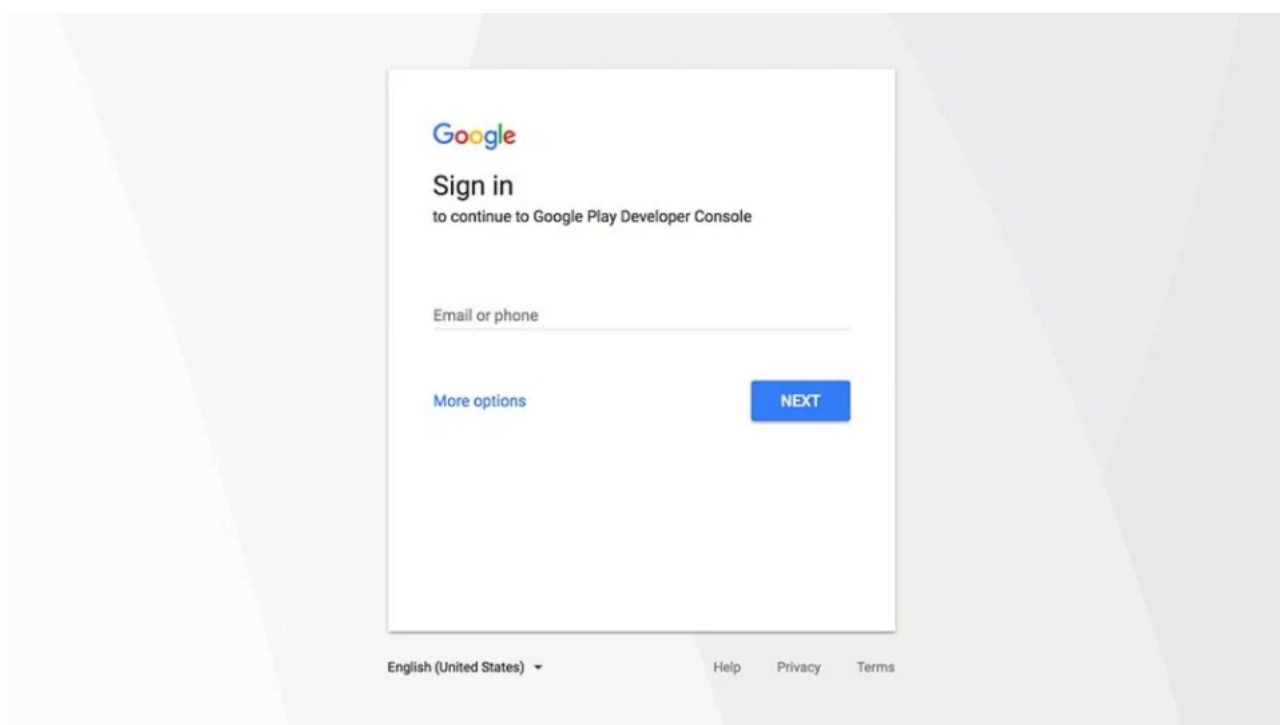 Google
Sign in
to continue to Google Play Developer Console
Email or phone
More options
NEXT
English (United States)
Help
Privacy
Terms